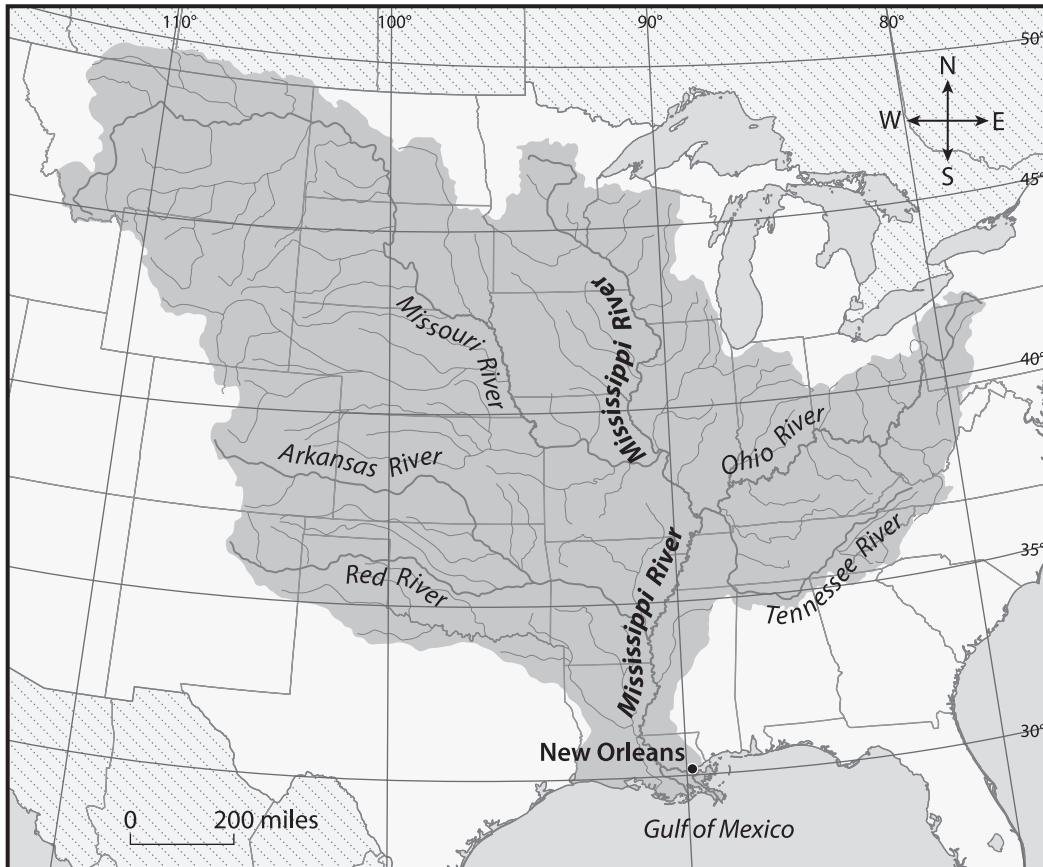 110°
100°
90°
80°
50°
N
W E
S
45°
Missouri River
Mississippi River
40°
Mississippi River
Ohio River
Arkansas River
35°
Red River
Tennessee River
30°
New Orleans
0 200 miles
Gulf of Mexico